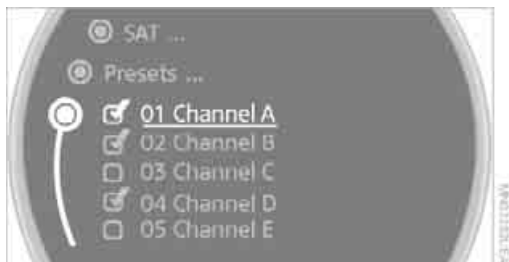 SAT ...
Presets ...
01 Channel A
02 Channel B
03 Channel C
04 Channel D
05 Channel E